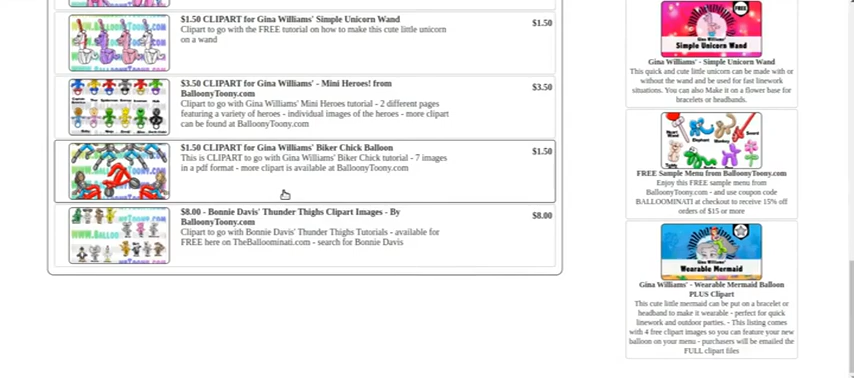 $1.50 CLIPART for Gina Williams' Simple Unicorn Wand
Clipart to go with the FREE tutorial on how to make this cute little unicorn
on a wand
$1.50
$3.50 CLIPART for Gina Williams' - Mini Heroes! from
BalloonyToony.com
Clipart to go with Gina Williams' Mini Heroes tutorial - 2 different pages
featuring a variety of heroes - individual images of the heroes - more clipart
can be found at BalloonyToony.com
$3.50
$1.50 CLIPART for Gina Williams' Biker Chick Balloon
This is CLIPART to go with Gina Williams' Biker Chick tutorial - 7 images
in a pdf format - more clipart is available at BalloonyToony.com
$1.50
$8.00 - Bonnie Davis' Thunder Thighs Clipart Images - By
BalloonyToony.com
Clipart to go with Bonnie Davis' Thunder Thighs Tutorials - available for
FREE here on TheBalloominati.com - search for Bonnie Davis
$8.00
FREE
Gina Williams'
Simple Unicorn Wand
Gina Williams' - Simple Unicorn Wand
This quick and cute little unicorn can be made with or
without the wand and be used for fast linework
situations. You can also Make it on a flower base for
bracelets or headbands.
FREE Sample Menu from BalloonyToony.com
Enjoy this FREE sample menu from
BalloonyToony.com - and use coupon code
BALLOOMINATI at checkout to receive 15% off
orders of $15 or more
Gina Williams'
Wearable Mermaid
Gina Williams' - Wearable Mermaid Balloon
PLUS Clipart
This cute little mermaid can be put on a bracelet or
headband to make it wearable - perfect for quick
linework and outdoor parties. - This listing comes
with 4 free clipart images so you can feature your new
balloon on your menu - purchasers will be emailed the
FULL clipart files